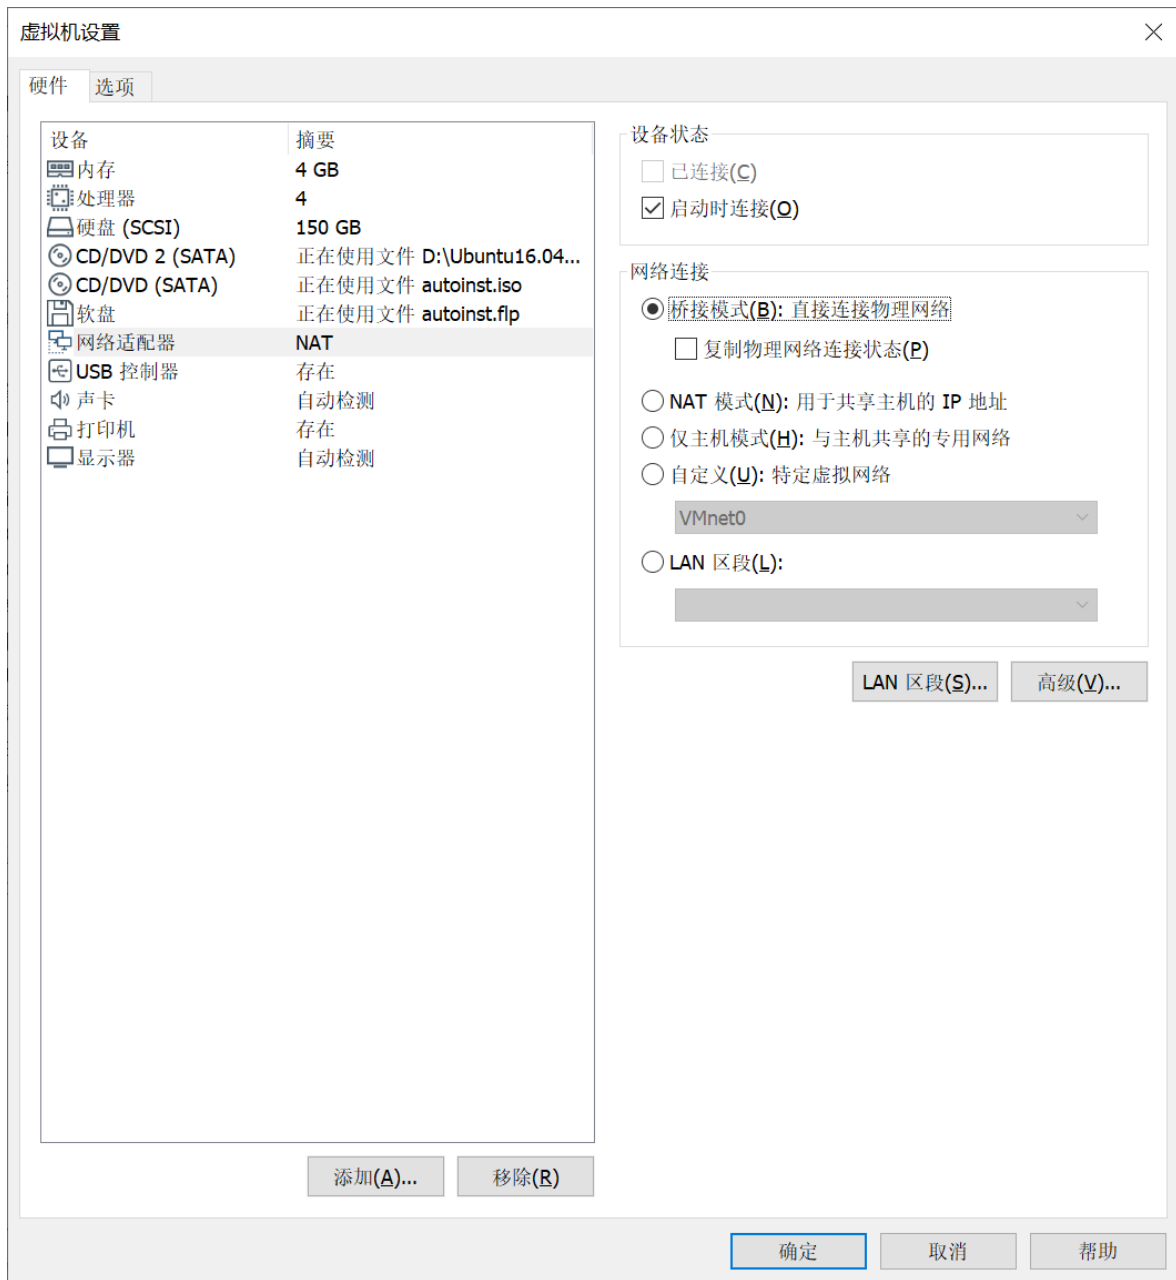 虚拟机设置
硬件 选项
设备 摘要
内存 4 GB
处理器 4
硬盘 (SCSI) 150 GB
CD/DVD 2 (SATA) 正在使用文件 D:\Ubuntu16.04...
CD/DVD (SATA) 正在使用文件 autoinst.iso
软盘 正在使用文件 autoinst.flp
网络适配器 NAT
USB 控制器 存在
声卡 自动检测
打印机 存在
显示器 自动检测
添加(A)... 移除(R)
设备状态
已连接(C)
启动时连接(O)
网络连接
桥接模式(B): 直接连接物理网络
复制物理网络连接状态(P)
NAT 模式(N): 用于共享主机的 IP 地址
仅主机模式(H): 与主机共享的专用网络
自定义(U): 特定虚拟网络
VMnet0
LAN 区段(L):
LAN 区段(S)... 高级(V)...
确定 取消 帮助